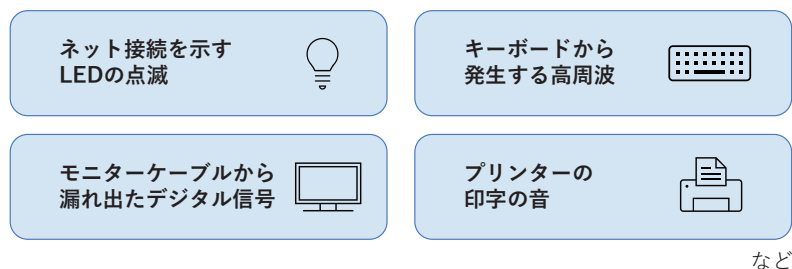 ネット接続を示す
LEDの点滅
キーボードから
発生する高周波
モニターケーブルから
漏れ出たデジタル信号
プリンターの
印字の音
など